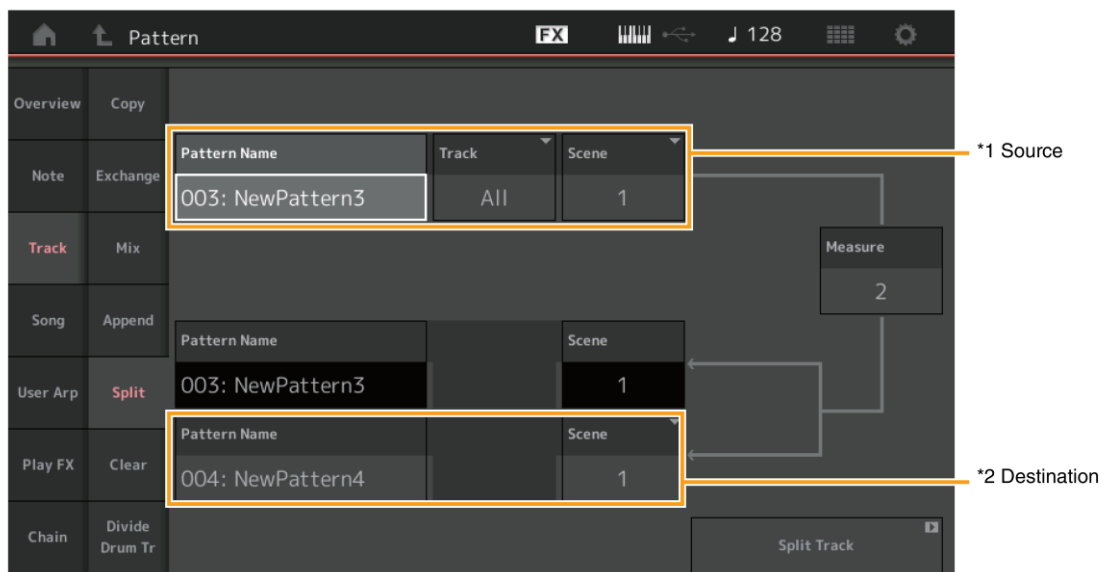 Pattern
FX
♩ 128
Overview
Copy
Pattern Name
Track
Scene
*1 Source
Note
Exchange
003: NewPattern3
All
1
Track
Mix
Measure
2
Song
Append
Pattern Name
Scene
User Arp
Split
003: NewPattern3
1
Pattern Name
Scene
Play FX
Clear
004: NewPattern4
1
*2 Destination
Chain
Divide
Drum Tr
Split Track